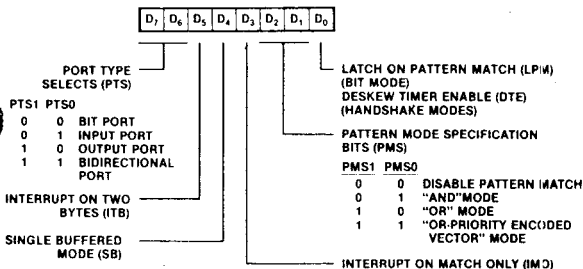 D7 D6 D5 D4 D3 D2 D1 D0
PORT TYPE
SELECTS (PTS)
PTS1 PTS0
0 0 BIT PORT
0 1 INPUT PORT
1 0 OUTPUT PORT
1 1 BIDIRECTIONAL
PORT
INTERRUPT ON TWO
BYTES (ITB)
SINGLE BUFFERED
MODE (SB)
LATCH ON PATTERN MATCH (LPM)
(BIT MODE)
DESKEW TIMER ENABLE (DTE)
(HANDSHAKE MODES)
PATTERN MODE SPECIFICATION
BITS (PMS)
PMS1 PMS0
0 0 DISABLE PATTERN MATCH
0 1 "AND"MODE
1 0 "OR" MODE
1 1 "OR-PRIORITY ENCODED
VECTOR" MODE
INTERRUPT ON MATCH ONLY (IMO)